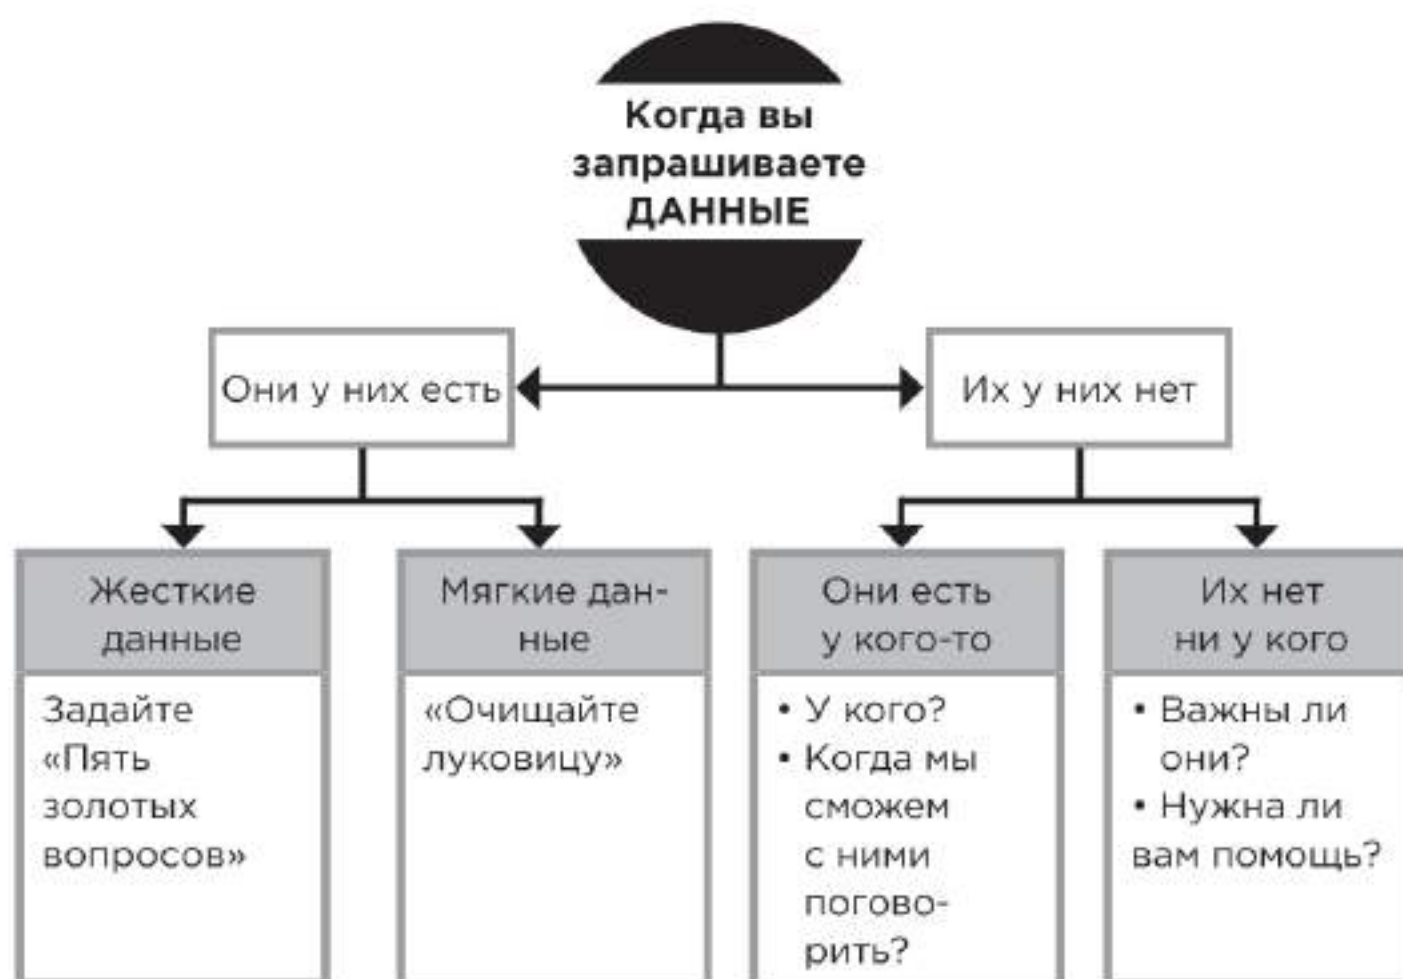 Когда вы
запрашиваете
ДАННЫЕ
Они у них есть
Их у них нет
Жесткие
данные
Задайте
«Пять
золотых
вопросов»
Мягкие дан-
ные
«Очищайте
луковицу»
Они есть
у кого-то
• У кого?
• Когда мы
сможем
с ними
погово-
рить?
Их нет
ни у кого
• Важны ли
они?
• Нужна ли
вам помощь?